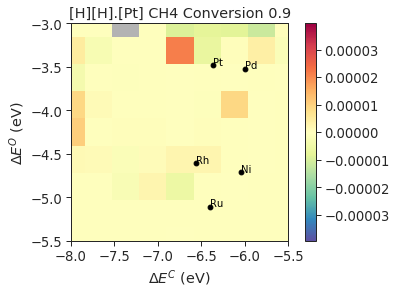 [H][H].[Pt] CH4 Conversion 0.9
−3.0
−3.5
−4.0
−4.5
−5.0
−5.5
ΔE^O (eV)
Pt
Pd
Rh
Ni
Ru
−8.0 −7.5 −7.0 −6.5 −6.0 −5.5
ΔE^C (eV)
0.00003
0.00002
0.00001
0.00000
−0.00001
−0.00002
−0.00003